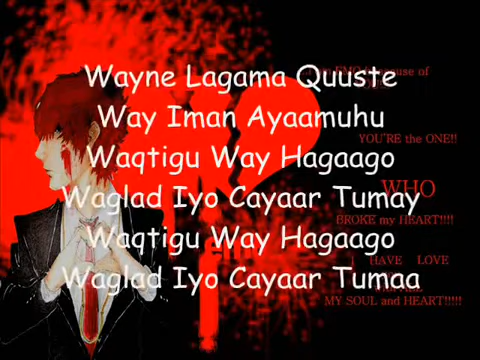 Wayne Lagama Quuste
Way Iman Ayaamuhu
YOU'RE the ONE!!
Waqtigu Way Hagaago
WHO
Waglad Iyo Cayaar Tumay
BROKE my HEART!!!!
Waqtigu Way Hagaago
I HAVE LOVE
Waglad Iyo Cayaar Tumaa
MY SOUL and HEART!!!!!